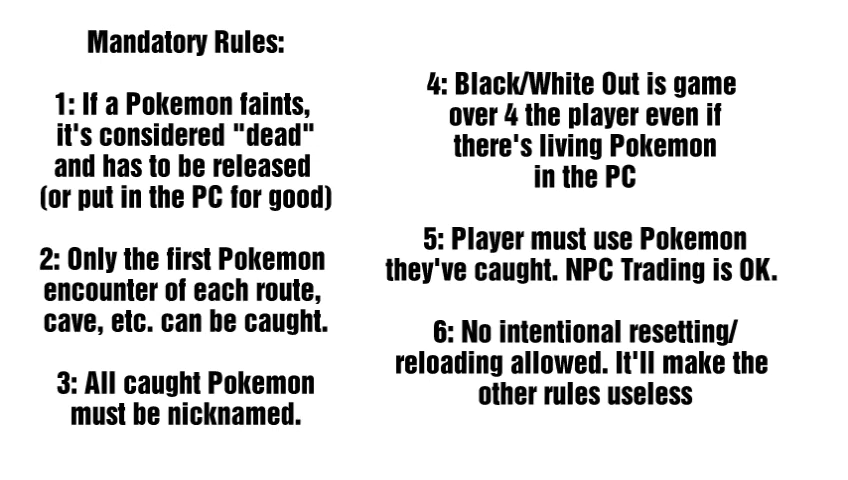 Mandatory Rules:
1: If a Pokemon faints,
it's considered "dead"
and has to be released
(or put in the PC for good)
2: Only the first Pokemon
encounter of each route,
cave, etc. can be caught.
3: All caught Pokemon
must be nicknamed.
4: Black/White Out is game
over 4 the player even if
there's living Pokemon
in the PC
5: Player must use Pokemon
they've caught. NPC Trading is OK.
6: No intentional resetting/
reloading allowed. It'll make the
other rules useless